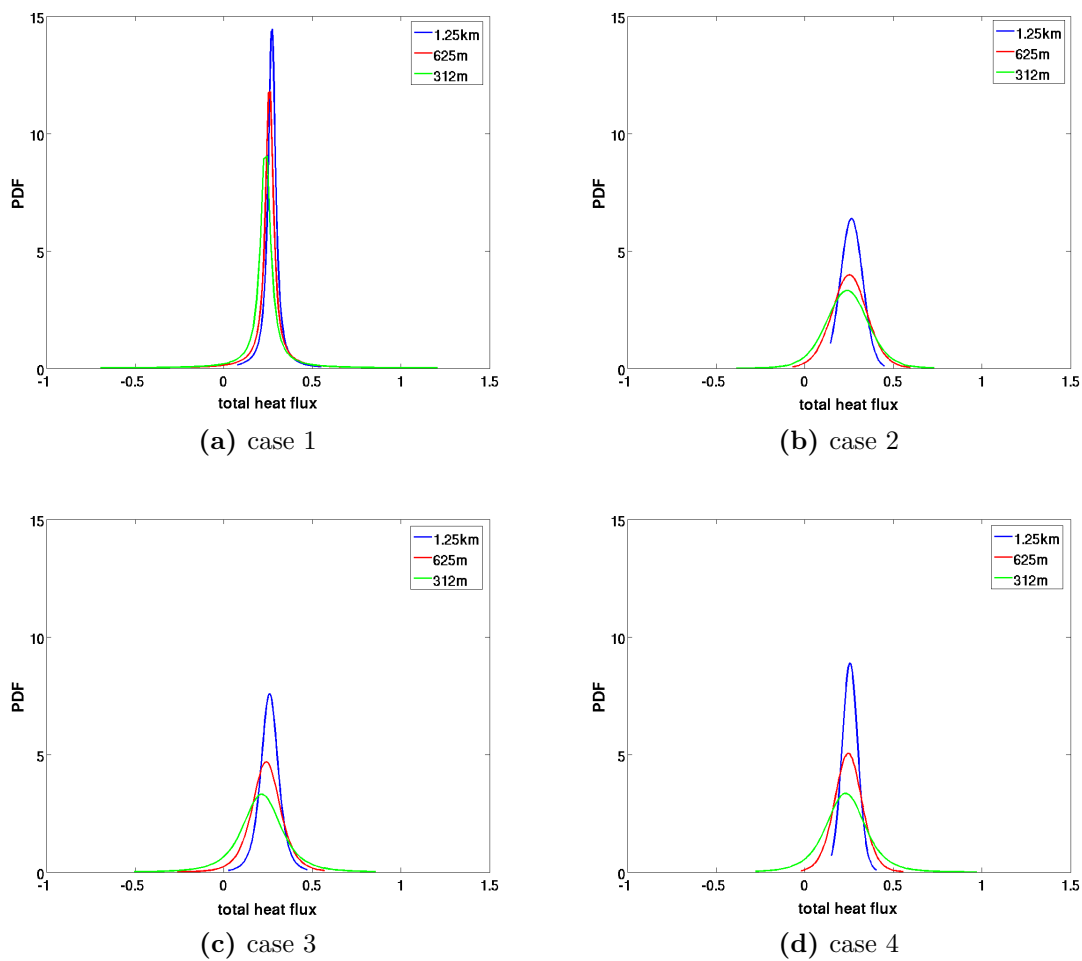 15
10
5
0
-1
-0.5
0
0.5
1
1.5
PDF
total heat flux
1.25km
625m
312m
(a) case 1
15
10
5
0
-1
-0.5
0
0.5
1
1.5
PDF
total heat flux
1.25km
625m
312m
(b) case 2
15
10
5
0
-1
-0.5
0
0.5
1
1.5
PDF
total heat flux
1.25km
625m
312m
(c) case 3
15
10
5
0
-1
-0.5
0
0.5
1
1.5
PDF
total heat flux
1.25km
625m
312m
(d) case 4